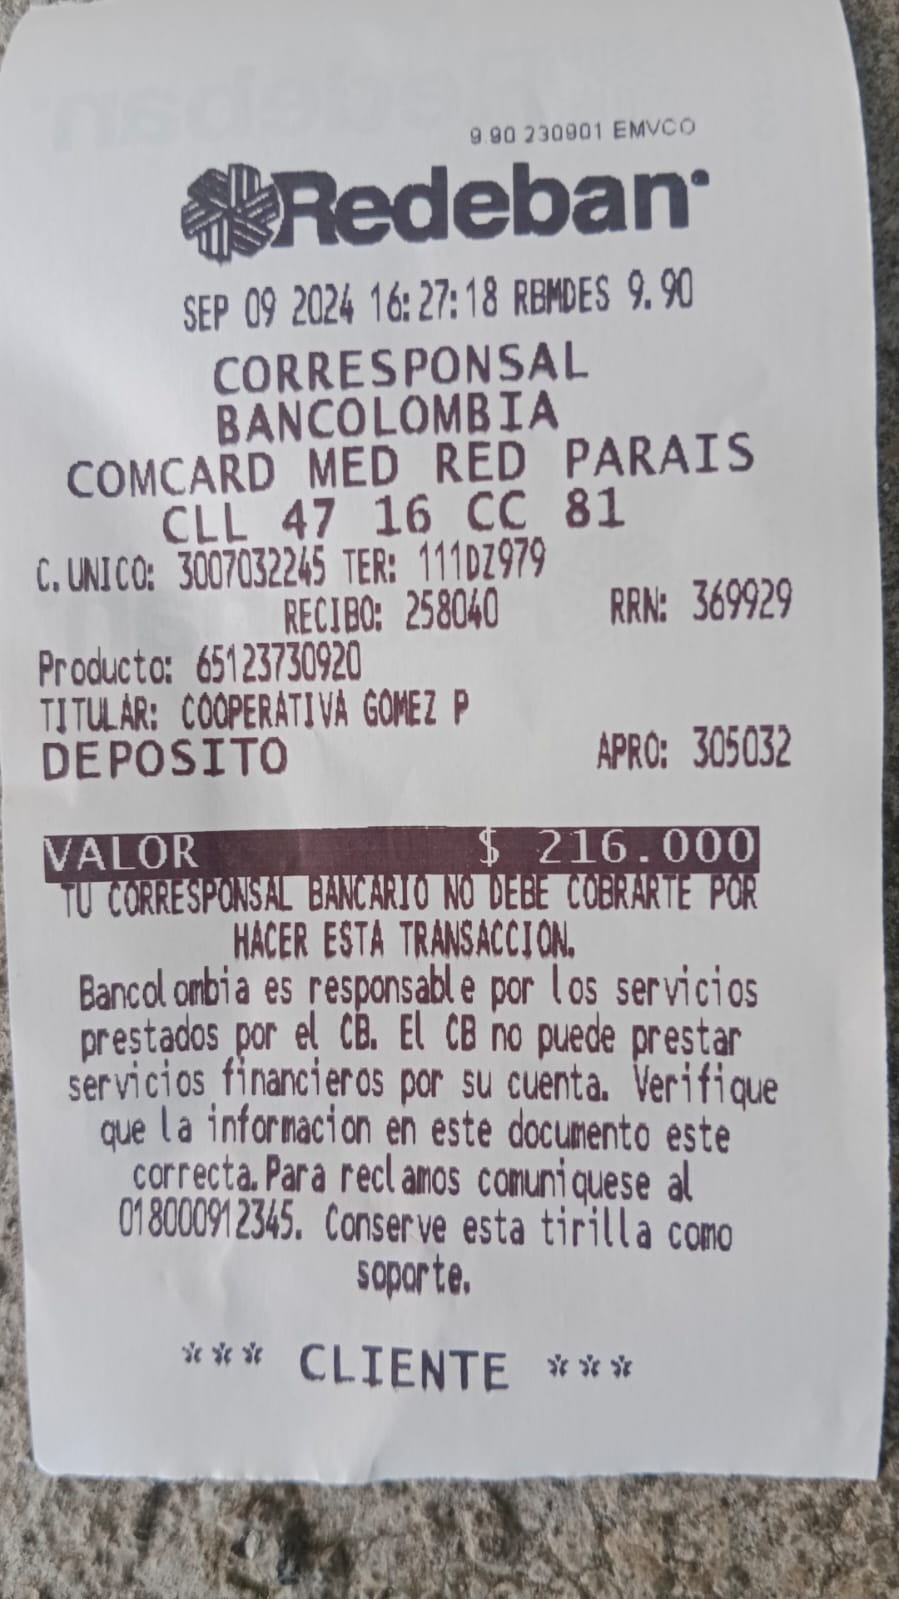 9.90 230901 EMVCO
Redeban
SEP 09 2024 16:27:18 RBMDES 9.90
CORRESPONSAL
BANCOLOMBIA
COMCARD MED RED PARAIS
CLL 47 16 CC 81
C. UNICO: 3007032245 TER: 111DZ979
RECIBO: 258040 RRN: 369929
Producto: 65123730920
TITULAR: COOPERATIVA GOMEZ P
DEPOSITO APRO: 305032
VALOR $ 216.000
TU CORRESPONSAL BANCARIO NO DEBE COBRARTE POR
HACER ESTA TRANSACCION.
Bancolombia es responsable por los servicios
prestados por el CB. El CB no puede prestar
servicios financieros por su cuenta. Verifique
que la informacion en este documento este
correcta.Para reclamos comuniquese al
018000912345. Conserve esta tirilla como
soporte.
*** CLIENTE ***